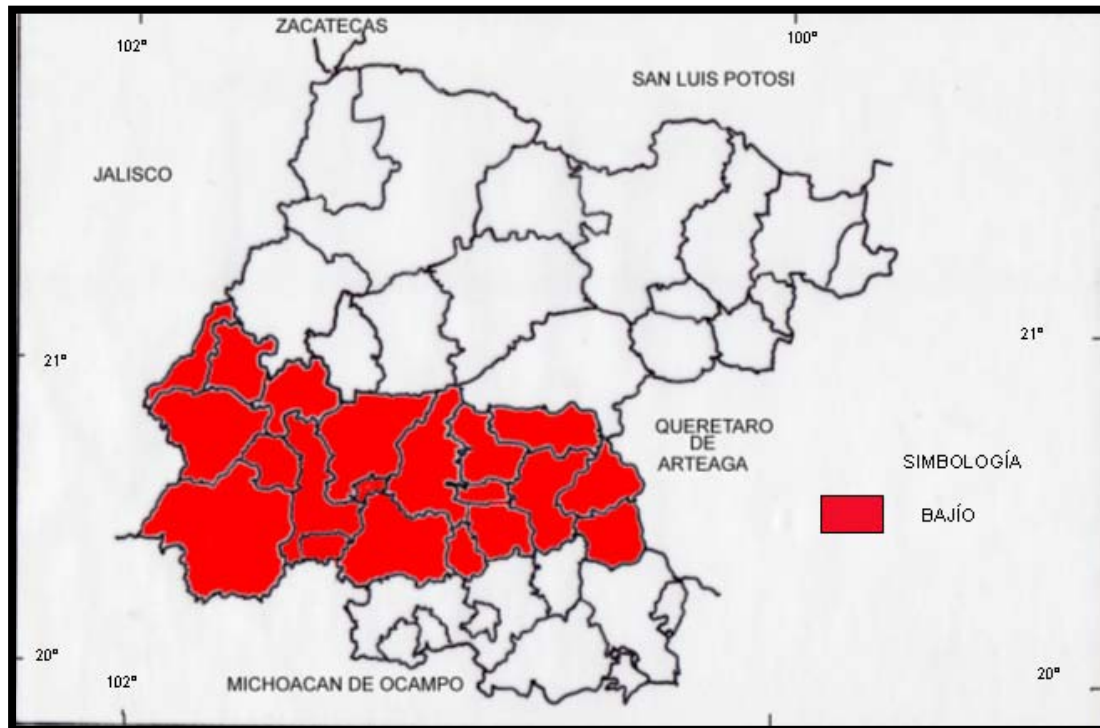 102°
ZACATECAS
100°
SAN LUIS POTOSI
JALISCO
21°
21°
QUERETARO
DE
ARTEAGA
SIMBOLOGÍA
BAJÍO
20°
102°
MICHOACAN DE OCAMPO
20°